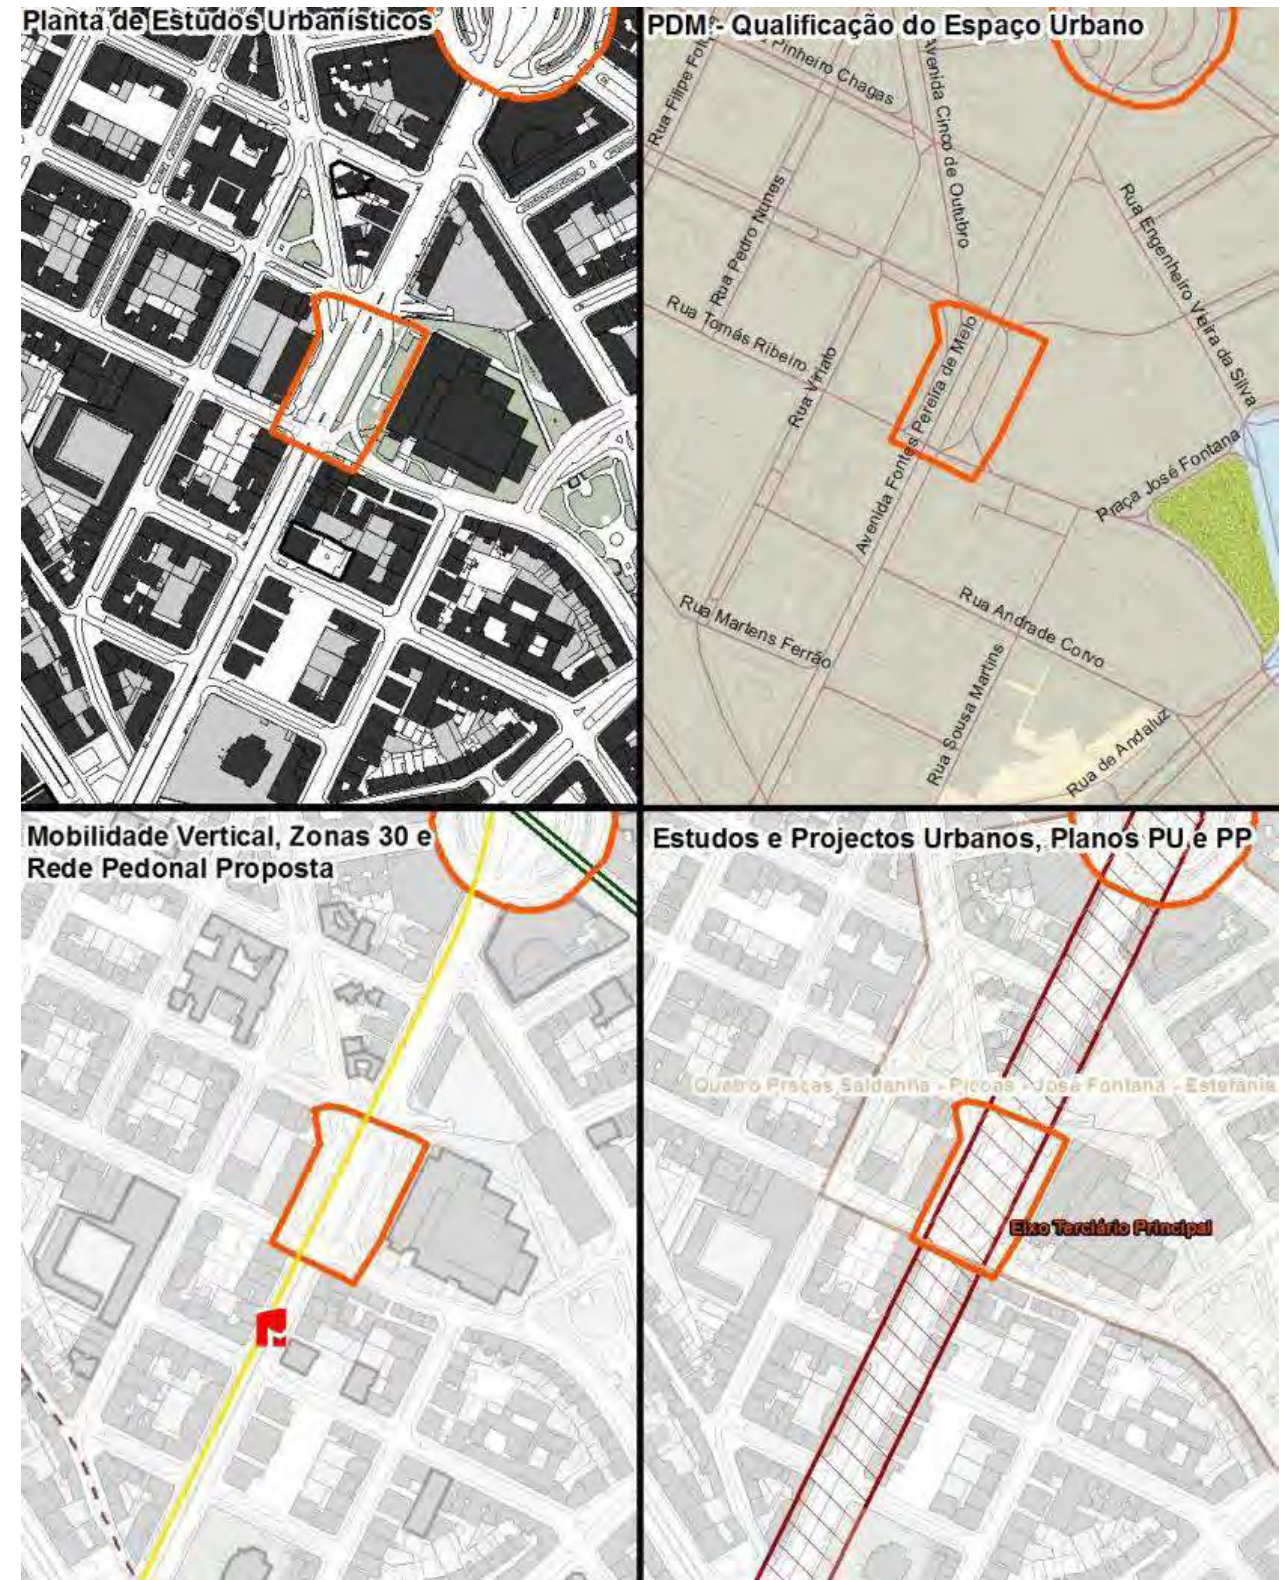 Planta de Estudos Urbanísticos
PDM - Qualificação do Espaço Urbano
Pinheiro Chagas
Rua Filipe Fol
Avenida Cinco de Outubro
Rua Pedro Nunes
Rua Engenheiro Vieira da Silva
Rua Tomás Ribeiro
Rua Viriato
Avenida Fontes Pereira de Melo
Praça José Fontana
Rua Martens Ferrão
Rua Andrade Corvo
Rua Sousa Martins
Rua de Andaluz
Mobilidade Vertical, Zonas 30 e
Rede Pedonal Proposta
Estudos e Projectos Urbanos, Planos PU e PP
Quatro Praças Saldanha - Picoas - José Fontana - Estefânia
Eixo Terciário Principal